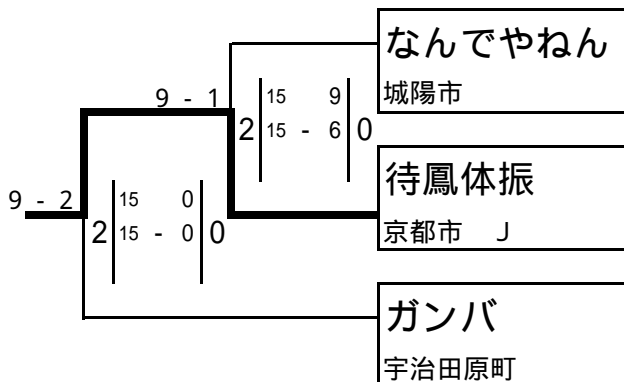 なんでやねん
城陽市
9 - 1
15 9
2 15 - 6 0
待鳳体振
京都市 J
9 - 2
15 0
2 15 - 0 0
ガンバ
宇治田原町